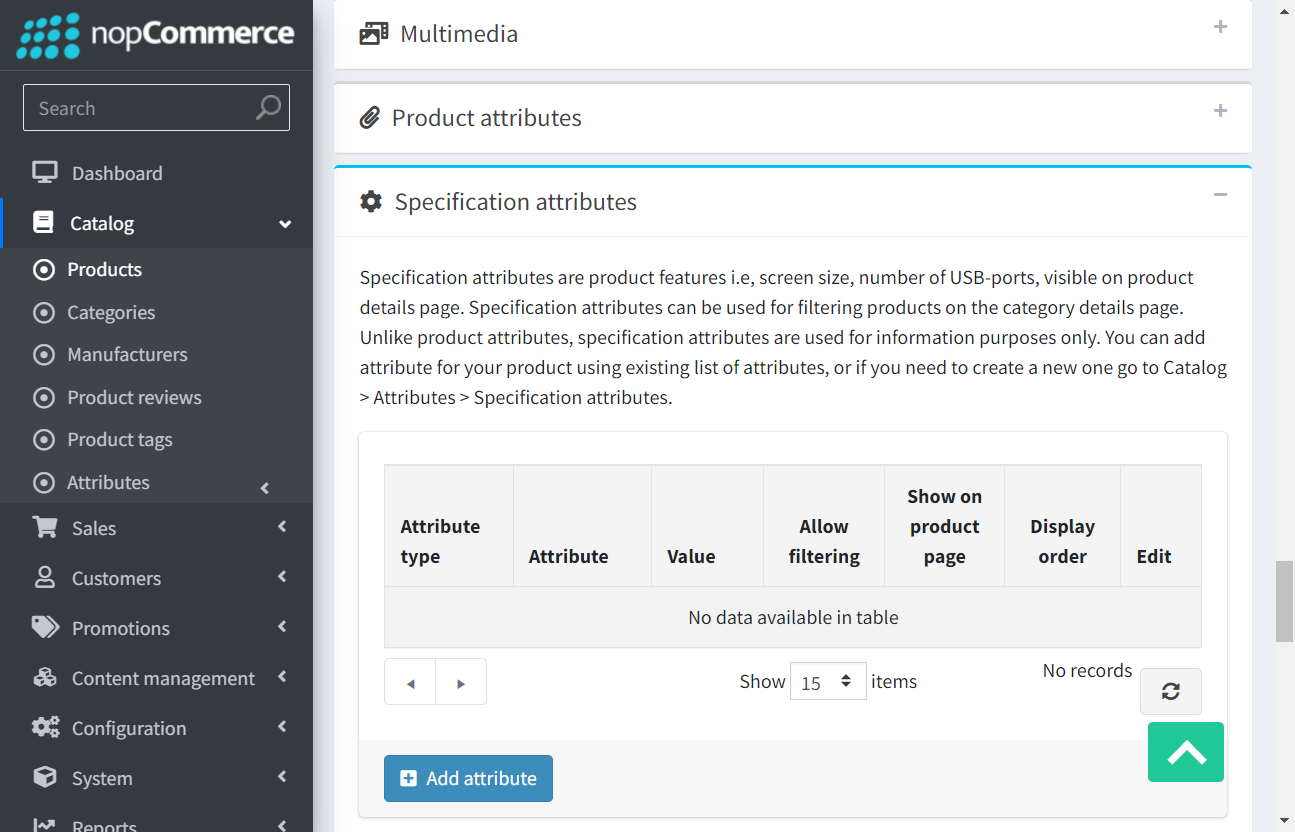 nopCommerce
Search
Dashboard
Catalog
Products
Categories
Manufacturers
Product reviews
Product tags
Attributes
Sales
Customers
Promotions
Content management
Configuration
System
Reports
Multimedia
Product attributes
Specification attributes
Specification attributes are product features i.e, screen size, number of USB-ports, visible on product
details page. Specification attributes can be used for filtering products on the category details page.
Unlike product attributes, specification attributes are used for information purposes only. You can add
attribute for your product using existing list of attributes, or if you need to create a new one go to Catalog
> Attributes > Specification attributes.
Attribute
type
Attribute
Value
Allow
filtering
Show on
product
page
Display
order
Edit
No data available in table
Show 15 items
No records
Add attribute